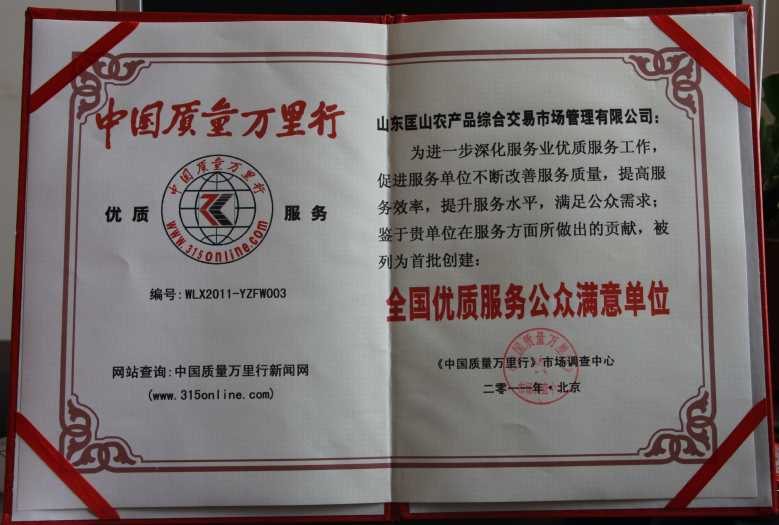 中国质量万里行
中国质量万里行
优质
服务
www.315online.com
编号:WLX2011-YZFW003
网站查询:中国质量万里行新闻网
(www.315online.com)
山东匡山农产品综合交易市场管理有限公司:
为进一步深化服务业优质服务工作,
促进服务单位不断改善服务质量,提高服
务效率,提升服务水平,满足公众需求;
鉴于贵单位在服务方面所做出的贡献,被
列为首批创建:
全国优质服务公众满意单位
《中国质量万里行》市场调查中心
二零一一年·北京